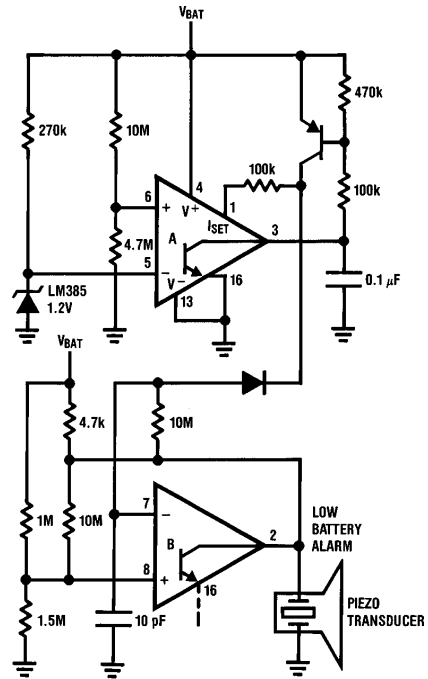 VBAT
470k
270k
10M
100k
4
1
6
+
V+
ISET
100k
A
3
4.7M
5
−
V−
16
13
LM385
1.2V
0.1 µF
VBAT
4.7k
10M
1M
10M
7
−
2
B
LOW
BATTERY
ALARM
8
+
16
1.5M
10 pF
PIEZO
TRANSDUCER